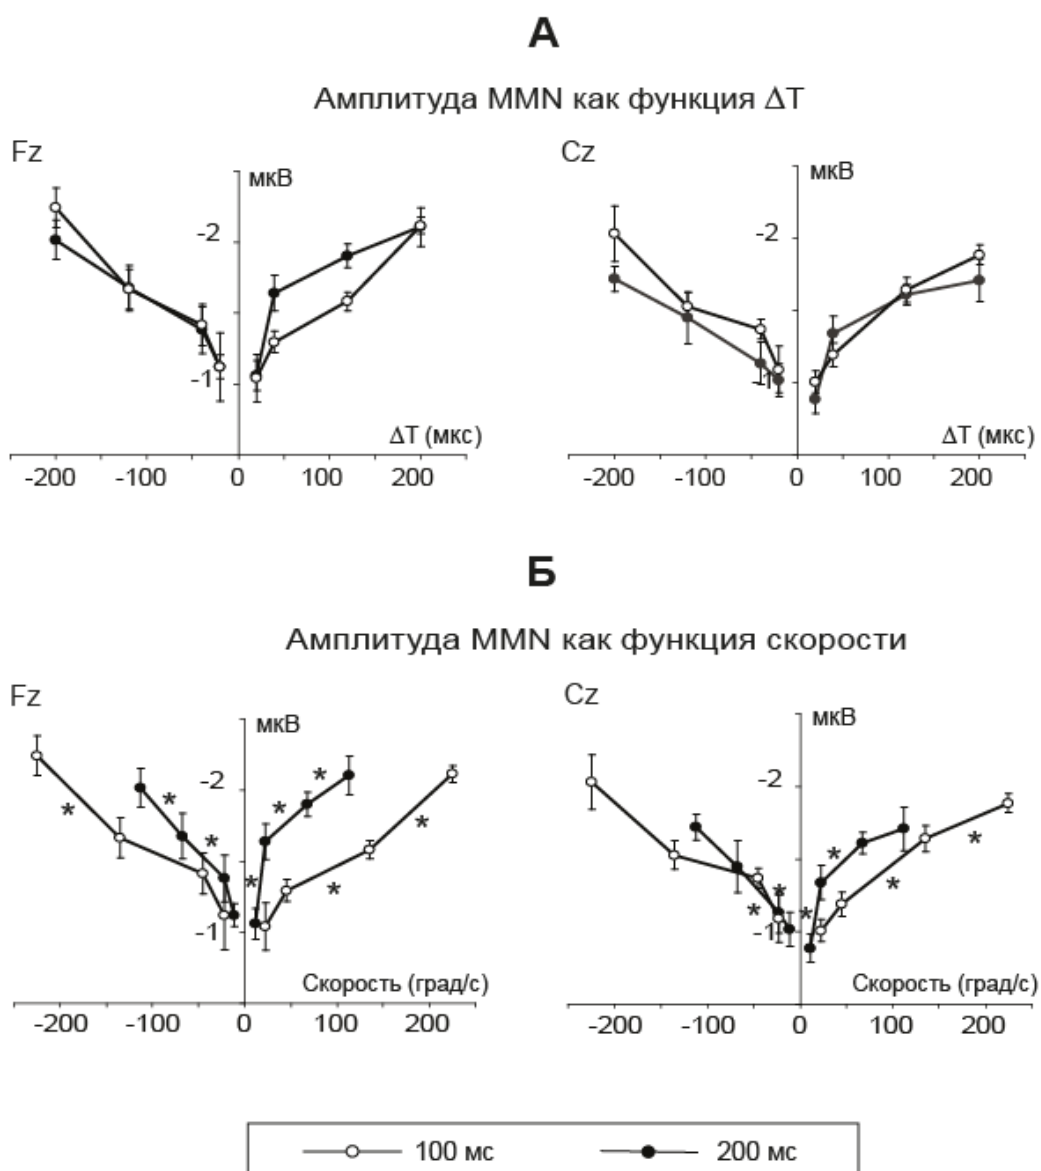 А
Амплитуда MMN как функция ΔT
Fz
мкВ
-2
-1
ΔT (мкс)
-200 -100 0 100 200
Cz
мкВ
-2
-1
ΔT (мкс)
-200 -100 0 100 200
Б
Амплитуда MMN как функция скорости
Fz
мкВ
-2
* * * * * *
* *
-1
Скорость (град/с)
-200 -100 0 100 200
Cz
мкВ
-2
* * * * * *
-1
Скорость (град/с)
-200 -100 0 100 200
100 мс 200 мс